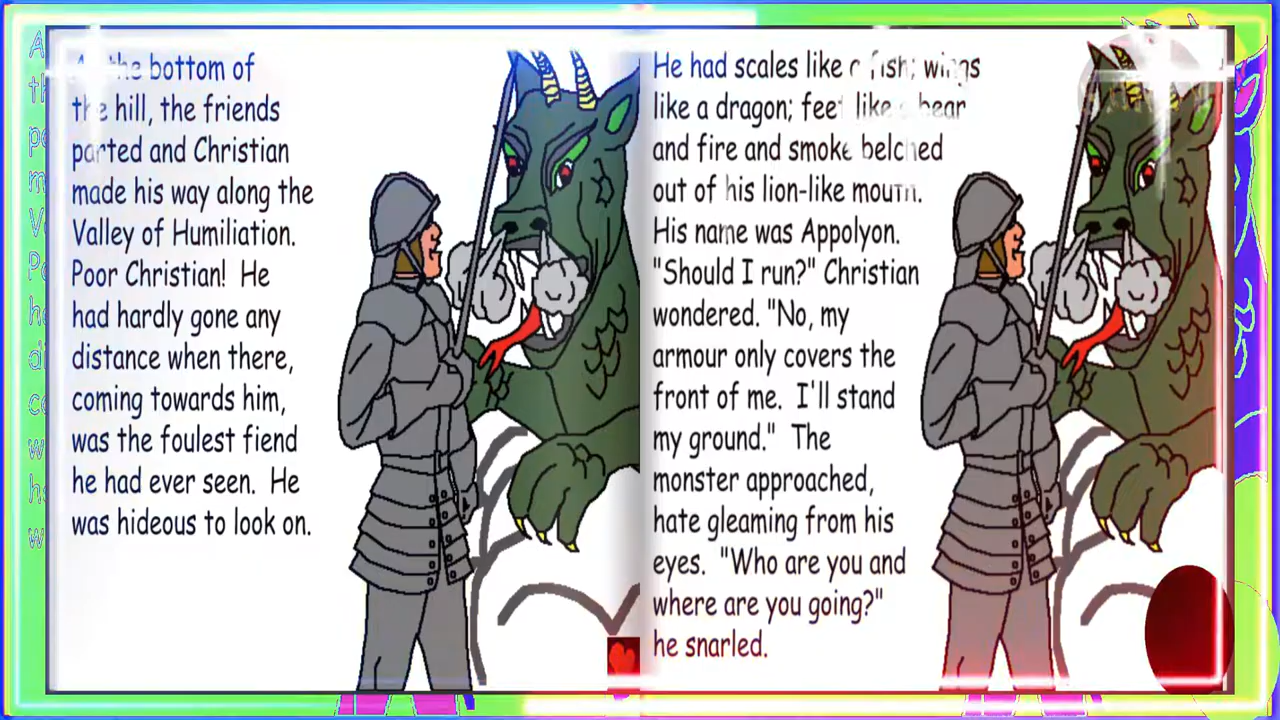 At the bottom of
the hill, the friends
parted and Christian
made his way along the
Valley of Humiliation.
Poor Christian! He
had hardly gone any
distance when there,
coming towards him,
was the foulest fiend
he had ever seen. He
was hideous to look on.
He had scales like a fish; wings
like a dragon; feet like a bear
and fire and smoke belched
out of his lion-like mouth.
His name was Appolyon.
"Should I run?" Christian
wondered. "No, my
armour only covers the
front of me. I'll stand
my ground." The
monster approached,
hate gleaming from his
eyes. "Who are you and
where are you going?"
he snarled.